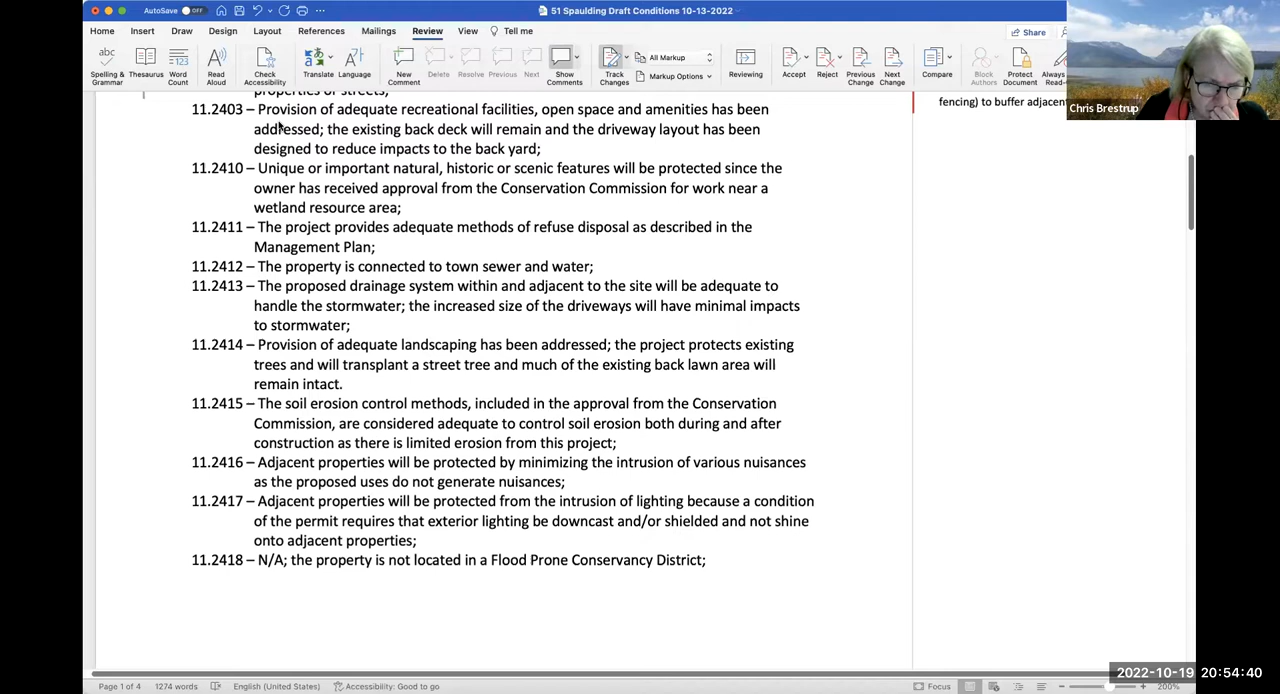 AutoSave OFF 51 Spaulding Draft Conditions 10-13-2022
Home Insert Draw Design Layout References Mailings Review View Tell me Share
Spelling & Grammar Thesaurus Word Count Read Aloud Check Accessibility Translate Language New Comment Delete Resolve Previous Next Show Comments Track Changes All Markup Markup Options Reviewing Accept Reject Previous Change Next Change Compare Block Authors Protect Document Always
properties or streets;
11.2403 – Provision of adequate recreational facilities, open space and amenities has been
addressed; the existing back deck will remain and the driveway layout has been
designed to reduce impacts to the back yard;
11.2410 – Unique or important natural, historic or scenic features will be protected since the
owner has received approval from the Conservation Commission for work near a
wetland resource area;
11.2411 – The project provides adequate methods of refuse disposal as described in the
Management Plan;
11.2412 – The property is connected to town sewer and water;
11.2413 – The proposed drainage system within and adjacent to the site will be adequate to
handle the stormwater; the increased size of the driveways will have minimal impacts
to stormwater;
11.2414 – Provision of adequate landscaping has been addressed; the project protects existing
trees and will transplant a street tree and much of the existing back lawn area will
remain intact.
11.2415 – The soil erosion control methods, included in the approval from the Conservation
Commission, are considered adequate to control soil erosion both during and after
construction as there is limited erosion from this project;
11.2416 – Adjacent properties will be protected by minimizing the intrusion of various nuisances
as the proposed uses do not generate nuisances;
11.2417 – Adjacent properties will be protected from the intrusion of lighting because a condition
of the permit requires that exterior lighting be downcast and/or shielded and not shine
onto adjacent properties;
11.2418 – N/A; the property is not located in a Flood Prone Conservancy District;
fencing) to buffer adjacen
Chris Brestrup
Page 1 of 4 1274 words English (United States) Accessibility: Good to go Focus 200%
2022-10-19 20:54:40